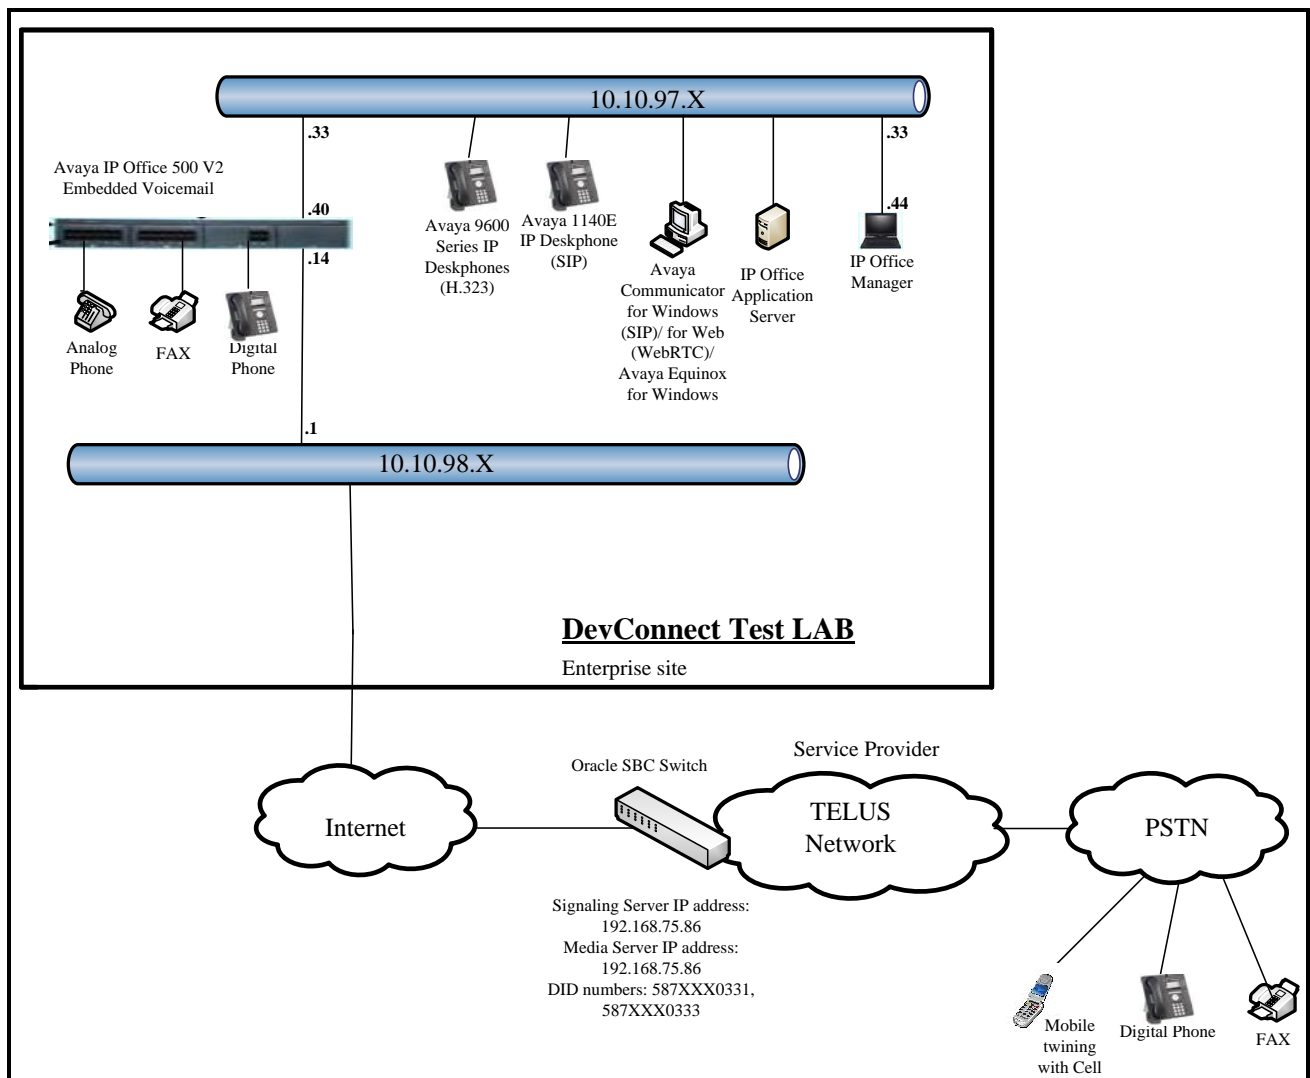 10.10.97.X
.33
.33
Avaya IP Office 500 V2
Embedded Voicemail
.40
.14
.44
Avaya 9600
Series IP
Deskphones
(H.323)
Avaya 1140E
IP Deskphone
(SIP)
Avaya
Communicator
for Windows
(SIP)/ for Web
(WebRTC)/
Avaya Equinox
for Windows
IP Office
Application
Server
IP Office
Manager
Analog
Phone
FAX
Digital
Phone
.1
10.10.98.X
DevConnect Test LAB
Enterprise site
Internet
Oracle SBC Switch
Service Provider
TELUS
Network
PSTN
Signaling Server IP address:
192.168.75.86
Media Server IP address:
192.168.75.86
DID numbers: 587XXX0331,
587XXX0333
Mobile
twining
with Cell
Digital Phone
FAX